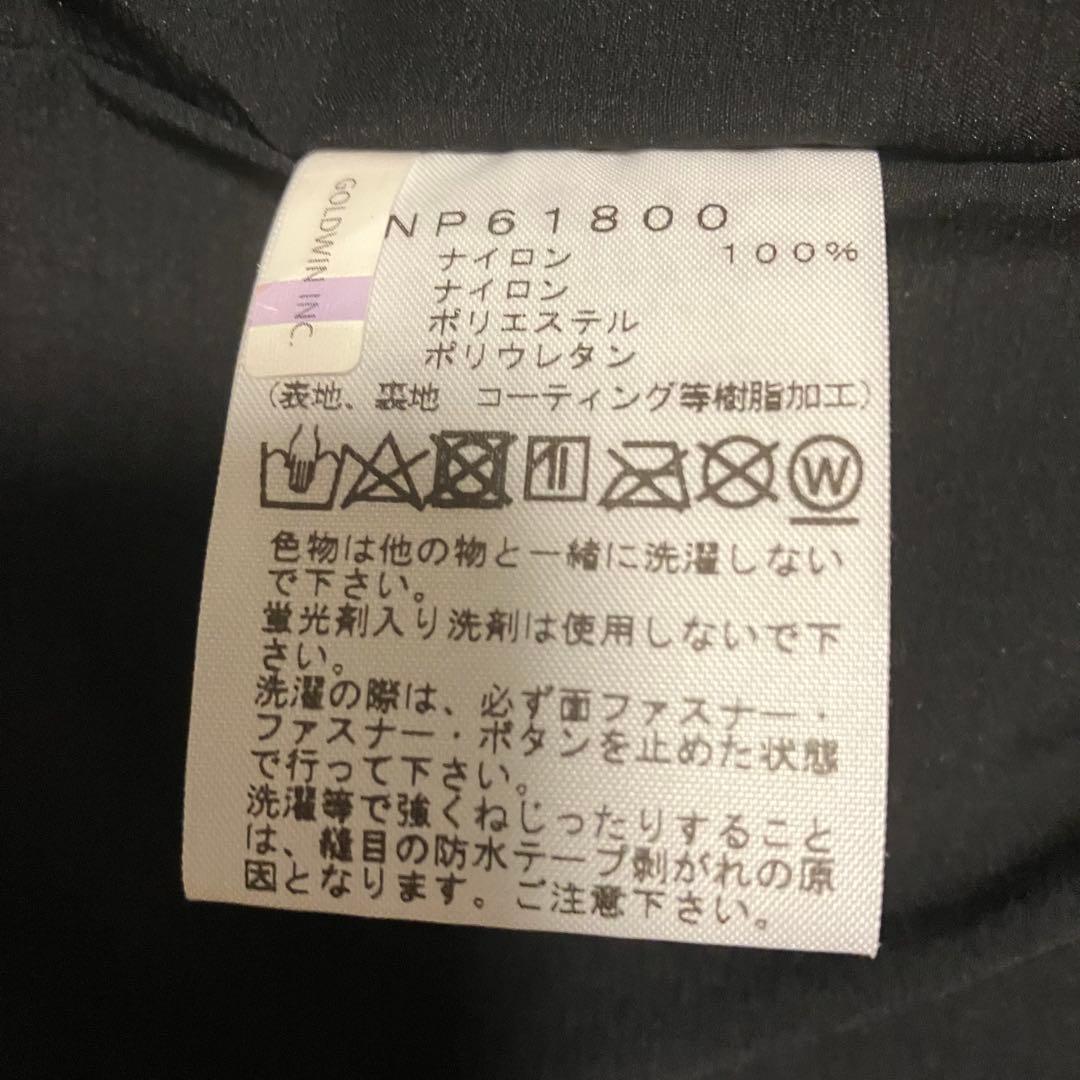 GOLDWIN INC.
NP61800
ナイロン 100%
ナイロン
ポリエステル
ポリウレタン
(表地、裏地 コーティング等樹脂加工)
W
色物は他の物と一緒に洗濯しない
で下さい。
蛍光剤入り洗剤は使用しないで下
さい。
洗濯の際は、必ず面ファスナー・
ファスナー・ボタンを止めた状態
で行って下さい。
洗濯等で強くねじったりすること
は、縫目の防水テープ剥がれの原
因となります。ご注意下さい。